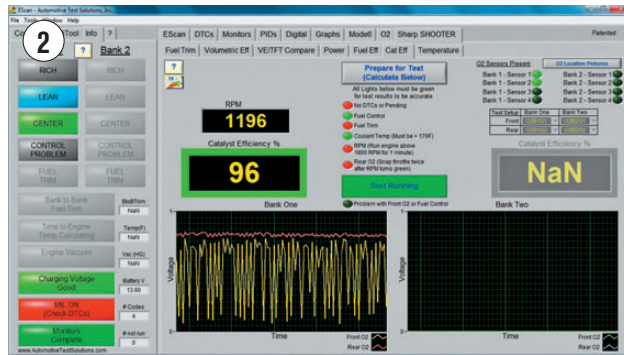 EScan - Automotive Test Solutions, Inc.
File Tools Window Help
Tool Info ?
EScan DTCs Monitors PIDs Digital Graphs Mode6 O2 Sharp SHOOTER
Patented
Fuel Trim Volumetric Eff VE/TFT Compare Power Fuel Eff Cat Eff Temperature
2
? Bank 2
RICH RICH
LEAN LEAN
CENTER CENTER
CONTROL PROBLEM CONTROL PROBLEM
FUEL TRIM FUEL TRIM
Bank to Bank Fuel Trim
BtoBTrim
NaN
Time to Engine Temp Calculating
Temp(F)
NaN
Engine Vacuum
Vac (HG)
NaN
Charging Voltage Good
Battery V
13.60
MIL ON (Check DTCs)
# Codes
4
Monitors Complete
# not run
0
www.AutomotiveTestSolutions.com
?
RPM
1196
Catalyst Efficiency %
96
Prepare for Test
(Calculate Below)
All Lights below must be green
for test results to be accurate
No DTCs or Pending
Fuel Control
Fuel Trim
Coolant Temp (Must be > 170F)
RPM (Run engine above
1800 RPM for 1 minute)
Rear O2 (Snap throttle twice
after RPM turns green)
Test Running
Problem with Front O2 or Fuel Control
O2 Sensors Present
O2 Location Pictures
Bank 1 - Sensor 1 Bank 2 - Sensor 1
Bank 1 - Sensor 2 Bank 2 - Sensor 2
Bank 1 - Sensor 3 Bank 2 - Sensor 3
Bank 1 - Sensor 4 Bank 2 - Sensor 4
Test Setup Bank One Bank Two
Front
Rear
Catalyst Efficiency %
NaN
Bank One
1
Voltage
0
Time
Front O2
Rear O2
Bank Two
1
Voltage
0
Time
Front O2
Rear O2